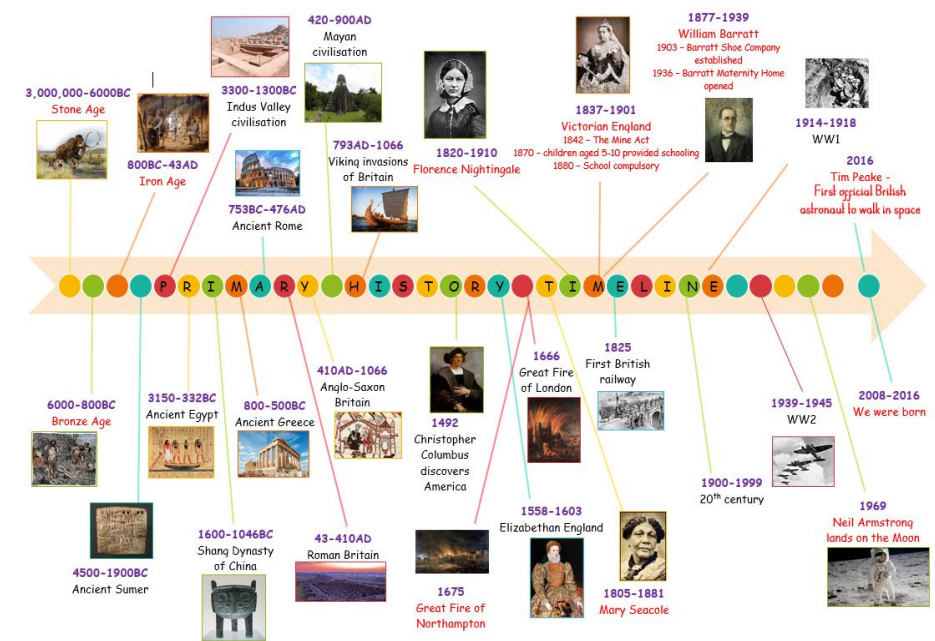 3,000,000-6000BC
Stone Age
800BC-43AD
Iron Age
3300-1300BC
Indus Valley
civilisation
753BC-476AD
Ancient Rome
420-900AD
Mayan
civilisation
793AD-1066
Viking invasions
of Britain
1820-1910
Florence Nightingale
1837-1901
Victorian England
1842 – The Mine Act
1870 – children aged 5-10 provided schooling
1880 – School compulsory
1877-1939
William Barratt
1903 – Barratt Shoe Company
established
1936 – Barratt Maternity Home
opened
1914-1918
WW1
2016
Tim Peake -
First official British
astronaut to walk in space
PRIMARY HISTORY TIMELINE
6000-800BC
Bronze Age
4500-1900BC
Ancient Sumer
3150-332BC
Ancient Egypt
1600-1046BC
Shang Dynasty
of China
800-500BC
Ancient Greece
43-410AD
Roman Britain
410AD-1066
Anglo-Saxon
Britain
1492
Christopher
Columbus
discovers
America
1675
Great Fire of
Northampton
1666
Great Fire
of London
1558-1603
Elizabethan England
1825
First British
railway
1805-1881
Mary Seacole
1900-1999
20th century
1939-1945
WW2
1969
Neil Armstrong
lands on the Moon
2008-2016
We were born